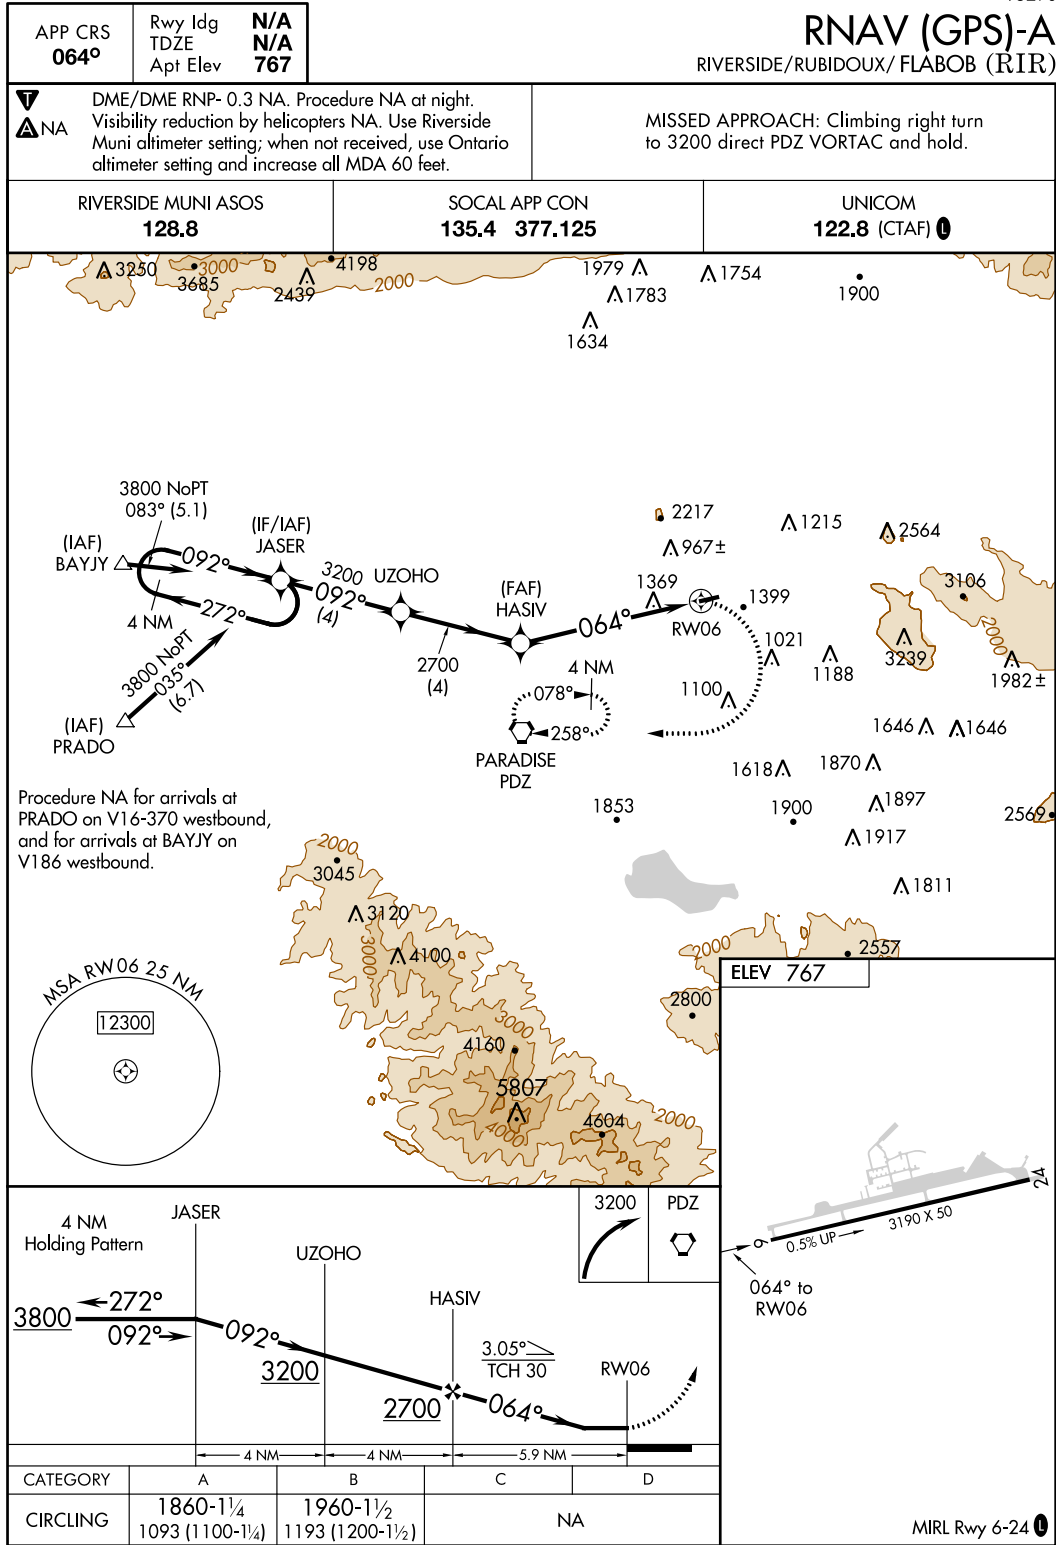 RNAV (GPS)-A
RIVERSIDE/RUBIDOUX/ FLABOB (RIR)
APP CRS
064°
Rwy ldg N/A
TDZE N/A
Apt Elev 767
T
A NA
DME/DME RNP- 0.3 NA. Procedure NA at night.
Visibility reduction by helicopters NA. Use Riverside
Muni altimeter setting; when not received, use Ontario
altimeter setting and increase all MDA 60 feet.
MISSED APPROACH: Climbing right turn
to 3200 direct PDZ VORTAC and hold.
RIVERSIDE MUNI ASOS
128.8
SOCAL APP CON
135.4 377.125
UNICOM
122.8 (CTAF) L
3250
3685
3000
2439
4198
2000
1979
1754
1783
1634
1900
3800 NoPT
083° (5.1)
(IAF)
BAYJY
(IF/IAF)
JASER
092°
272°
4 NM
3200
092°
(4)
UZOHO
(FAF)
HASIV
2700
(4)
064°
3800 NoPT
035°
(6.7)
(IAF)
PRADO
2217
967±
1369
RW06
1399
1215
2564
3106
2000
3239
1982±
1021
1188
1100
4 NM
078°
258°
PARADISE
PDZ
1646
1646
1618
1870
1853
1900
1897
1917
2569
1811
Procedure NA for arrivals at
PRADO on V16-370 westbound,
and for arrivals at BAYJY on
V186 westbound.
2000
3045
3120
3000
4100
2000
2557
2800
3000
4160
5807
4000
4604
2000
MSA RW06 25 NM
12300
ELEV 767
6
24
0.5% UP
3190 X 50
064° to
RW06
MIRL Rwy 6-24 L
4 NM
Holding Pattern
JASER
UZOHO
HASIV
RW06
3200
PDZ
3800
272°
092°
092°
3200
2700
3.05°
TCH 30
064°
4 NM
4 NM
5.9 NM
CATEGORY A B C D
CIRCLING
1860-1¼
1093 (1100-1¼)
1960-1½
1193 (1200-1½)
NA